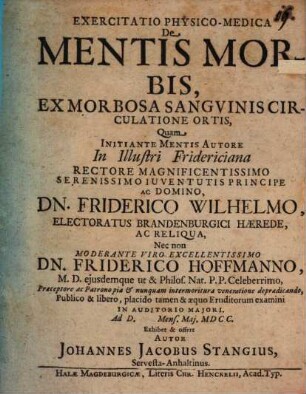 EXERCITATIO PHYSICO-MEDICA
De
MENTIS MOR-
BIS,
EX MORBOSA SANGVINIS CIR-
CULATIONE ORTIS,
Quam
INITIANTE MENTIS AUTORE
In Illustri Fridericiana
RECTORE MAGNIFICENTISSIMO
SERENISSIMO IUVENTUTIS PRINCIPE
AC DOMINO,
DN. FRIDERICO WILHELMO,
ELECTORATUS BRANDENBURGICI HÆREDE,
AC RELIQUA,
Nec non
MODERANTE VIRO EXCELLENTISSIMO
DN. FRIDERICO HOFFMANNO,
M. D. ejusdemque ut & Philos. Nat. P. P. Celeberrimo,
Præceptore ac Patrono pia & nunquam intermoritura veneratione deprædicando,
Publico & libero, placido tamen & æquo Eruditorum examini
IN AUDITORIO MAJORI.
Ad D. Mens. Maj. MDCC.
Exhibet & offert
AUTOR
JOHANNES JACOBUS STANGIUS,
Servesta-Anhaltinus.
HALÆ MAGDEBURGICÆ, Literis CHR. HENCKELII, Acad. Typ.